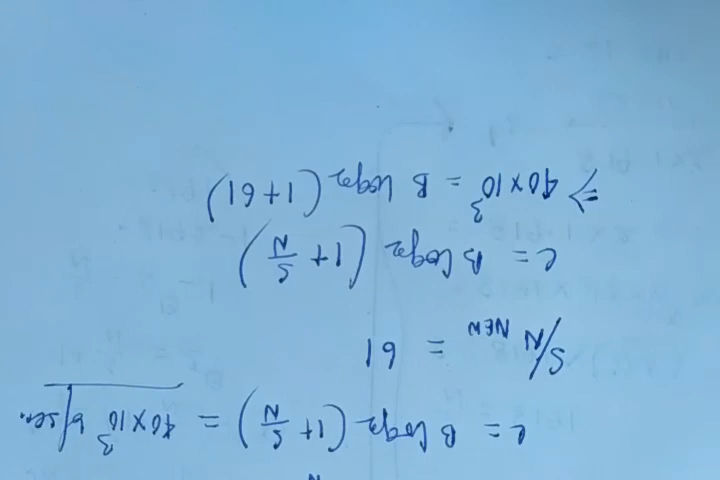 C = B log₂ (1 + S/N) = 40×10³ b/sec.
S/N NEW = 61
C = B log₂ (1 + S/N)
⇒ 40×10³ = B log₂ (1+61)